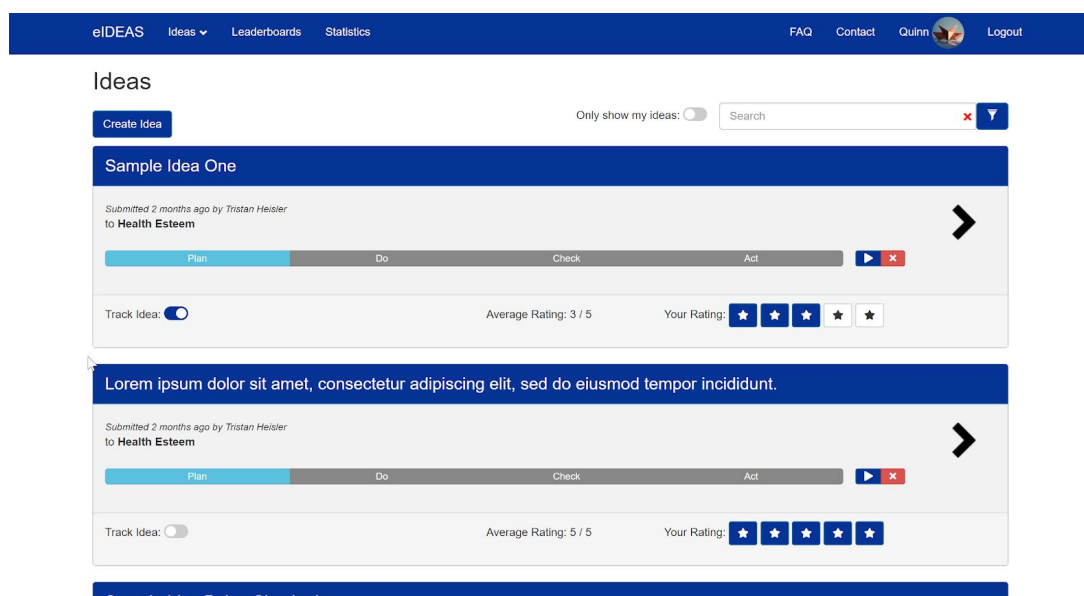 eIDEAS Ideas Leaderboards Statistics FAQ Contact Quinn Logout
Ideas
Create Idea Only show my ideas: Search
Sample Idea One
Submitted 2 months ago by Tristan Heisler
to Health Esteem
Plan Do Check Act
Track Idea: Average Rating: 3 / 5 Your Rating:
Lorem ipsum dolor sit amet, consectetur adipiscing elit, sed do eiusmod tempor incididunt.
Submitted 2 months ago by Tristan Heisler
to Health Esteem
Plan Do Check Act
Track Idea: Average Rating: 5 / 5 Your Rating: